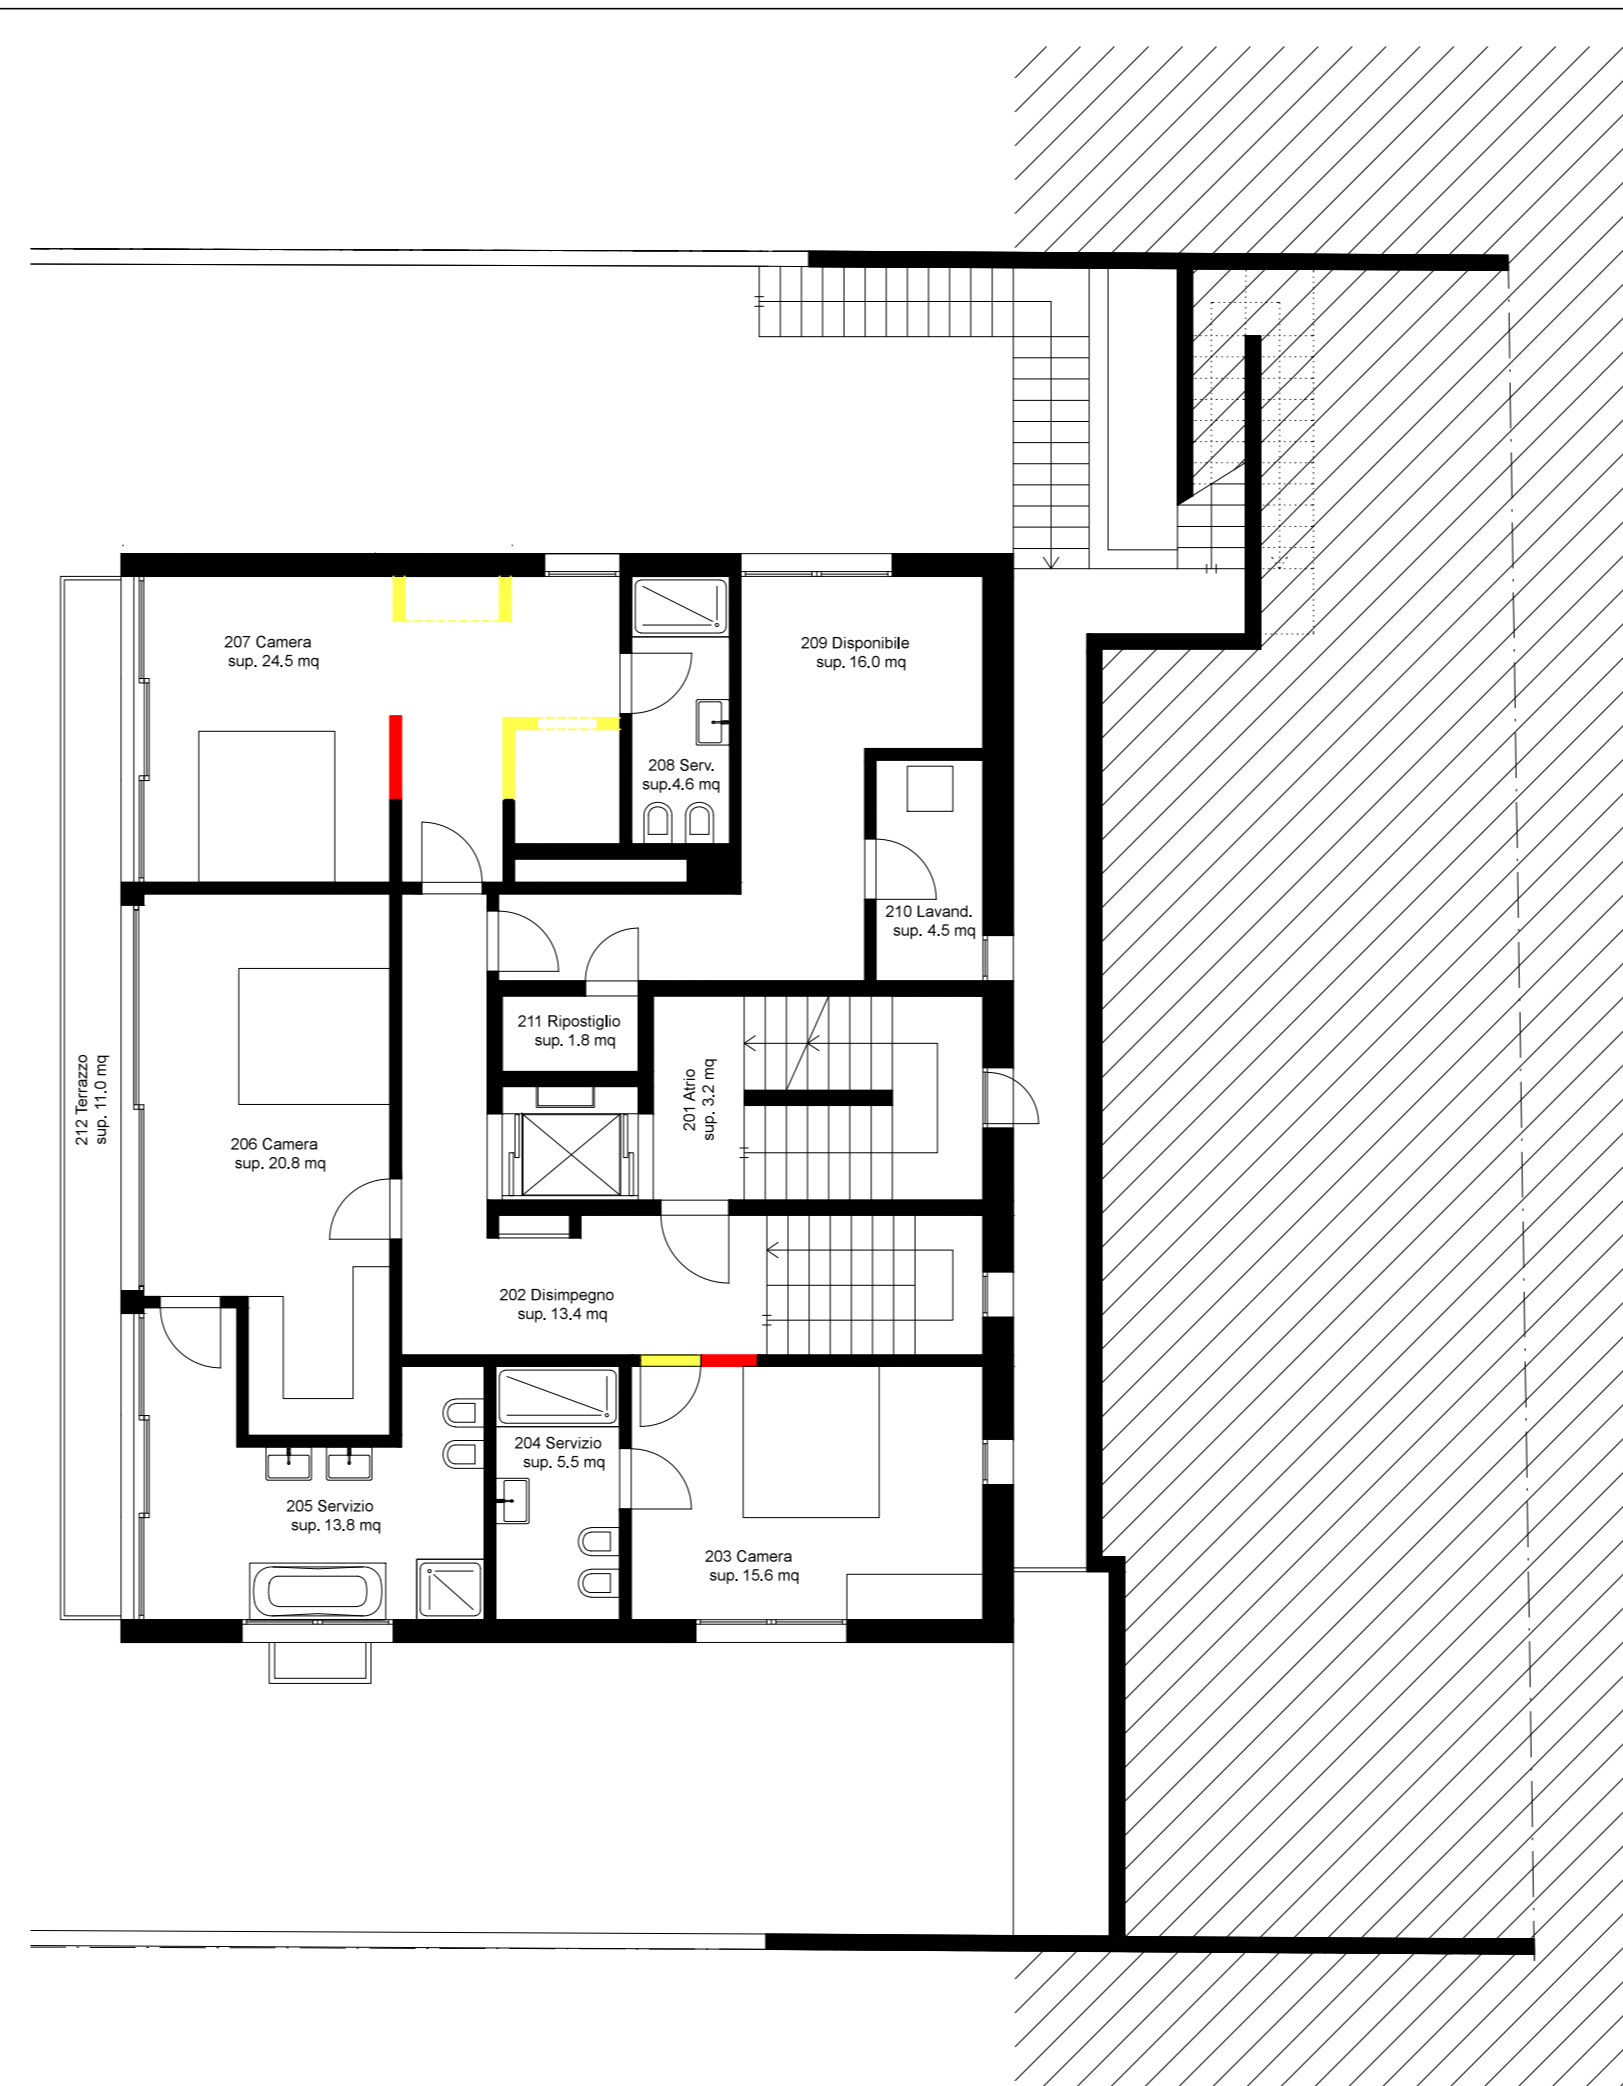 207 Camera
sup. 24.5 mq
209 Disponibile
sup. 16.0 mq
208 Serv.
sup.4.6 mq
210 Lavand.
sup. 4.5 mq
211 Ripostiglio
sup. 1.8 mq
201 Atrio
sup. 3.2 mq
212 Terrazzo
sup. 11.0 mq
206 Camera
sup. 20.8 mq
202 Disimpegno
sup. 13.4 mq
204 Servizio
sup. 5.5 mq
205 Servizio
sup. 13.8 mq
203 Camera
sup. 15.6 mq